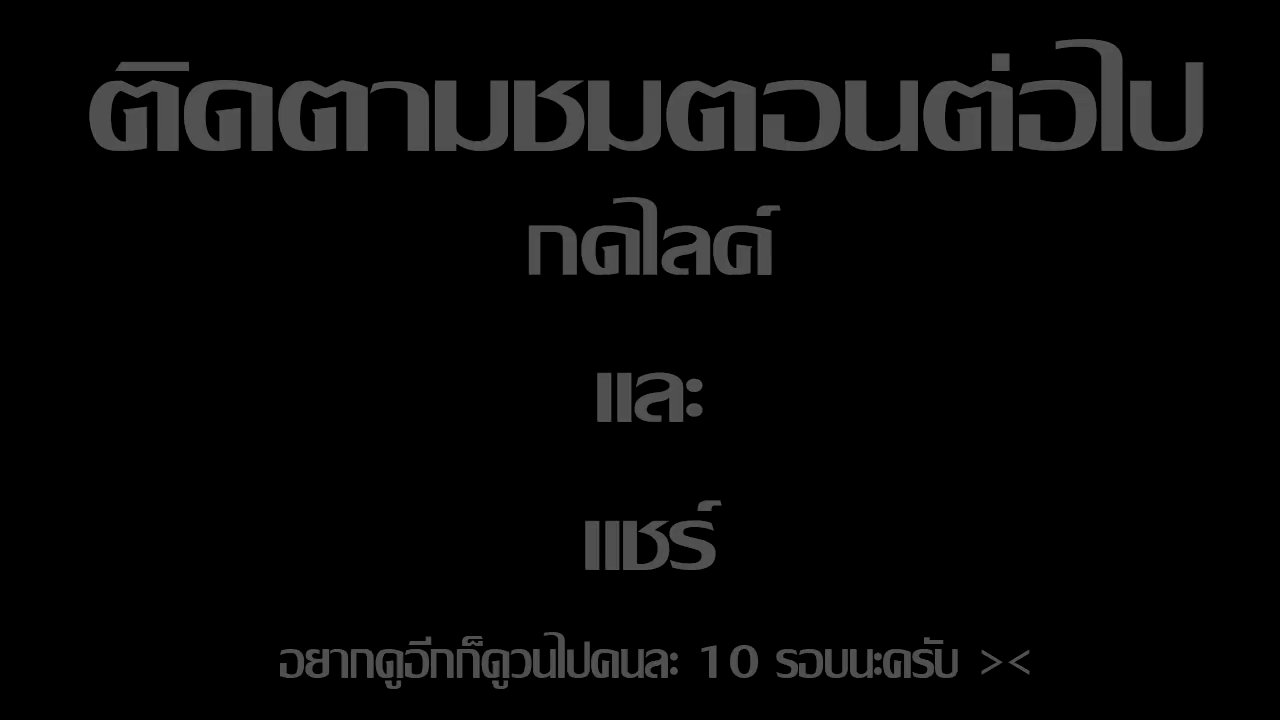 ติดตามชมตอนต่อไป
กดไลค์
และ
แชร์
อยากดูอีกก็ดูวนไปคนละ 10 รอบนะครับ ><